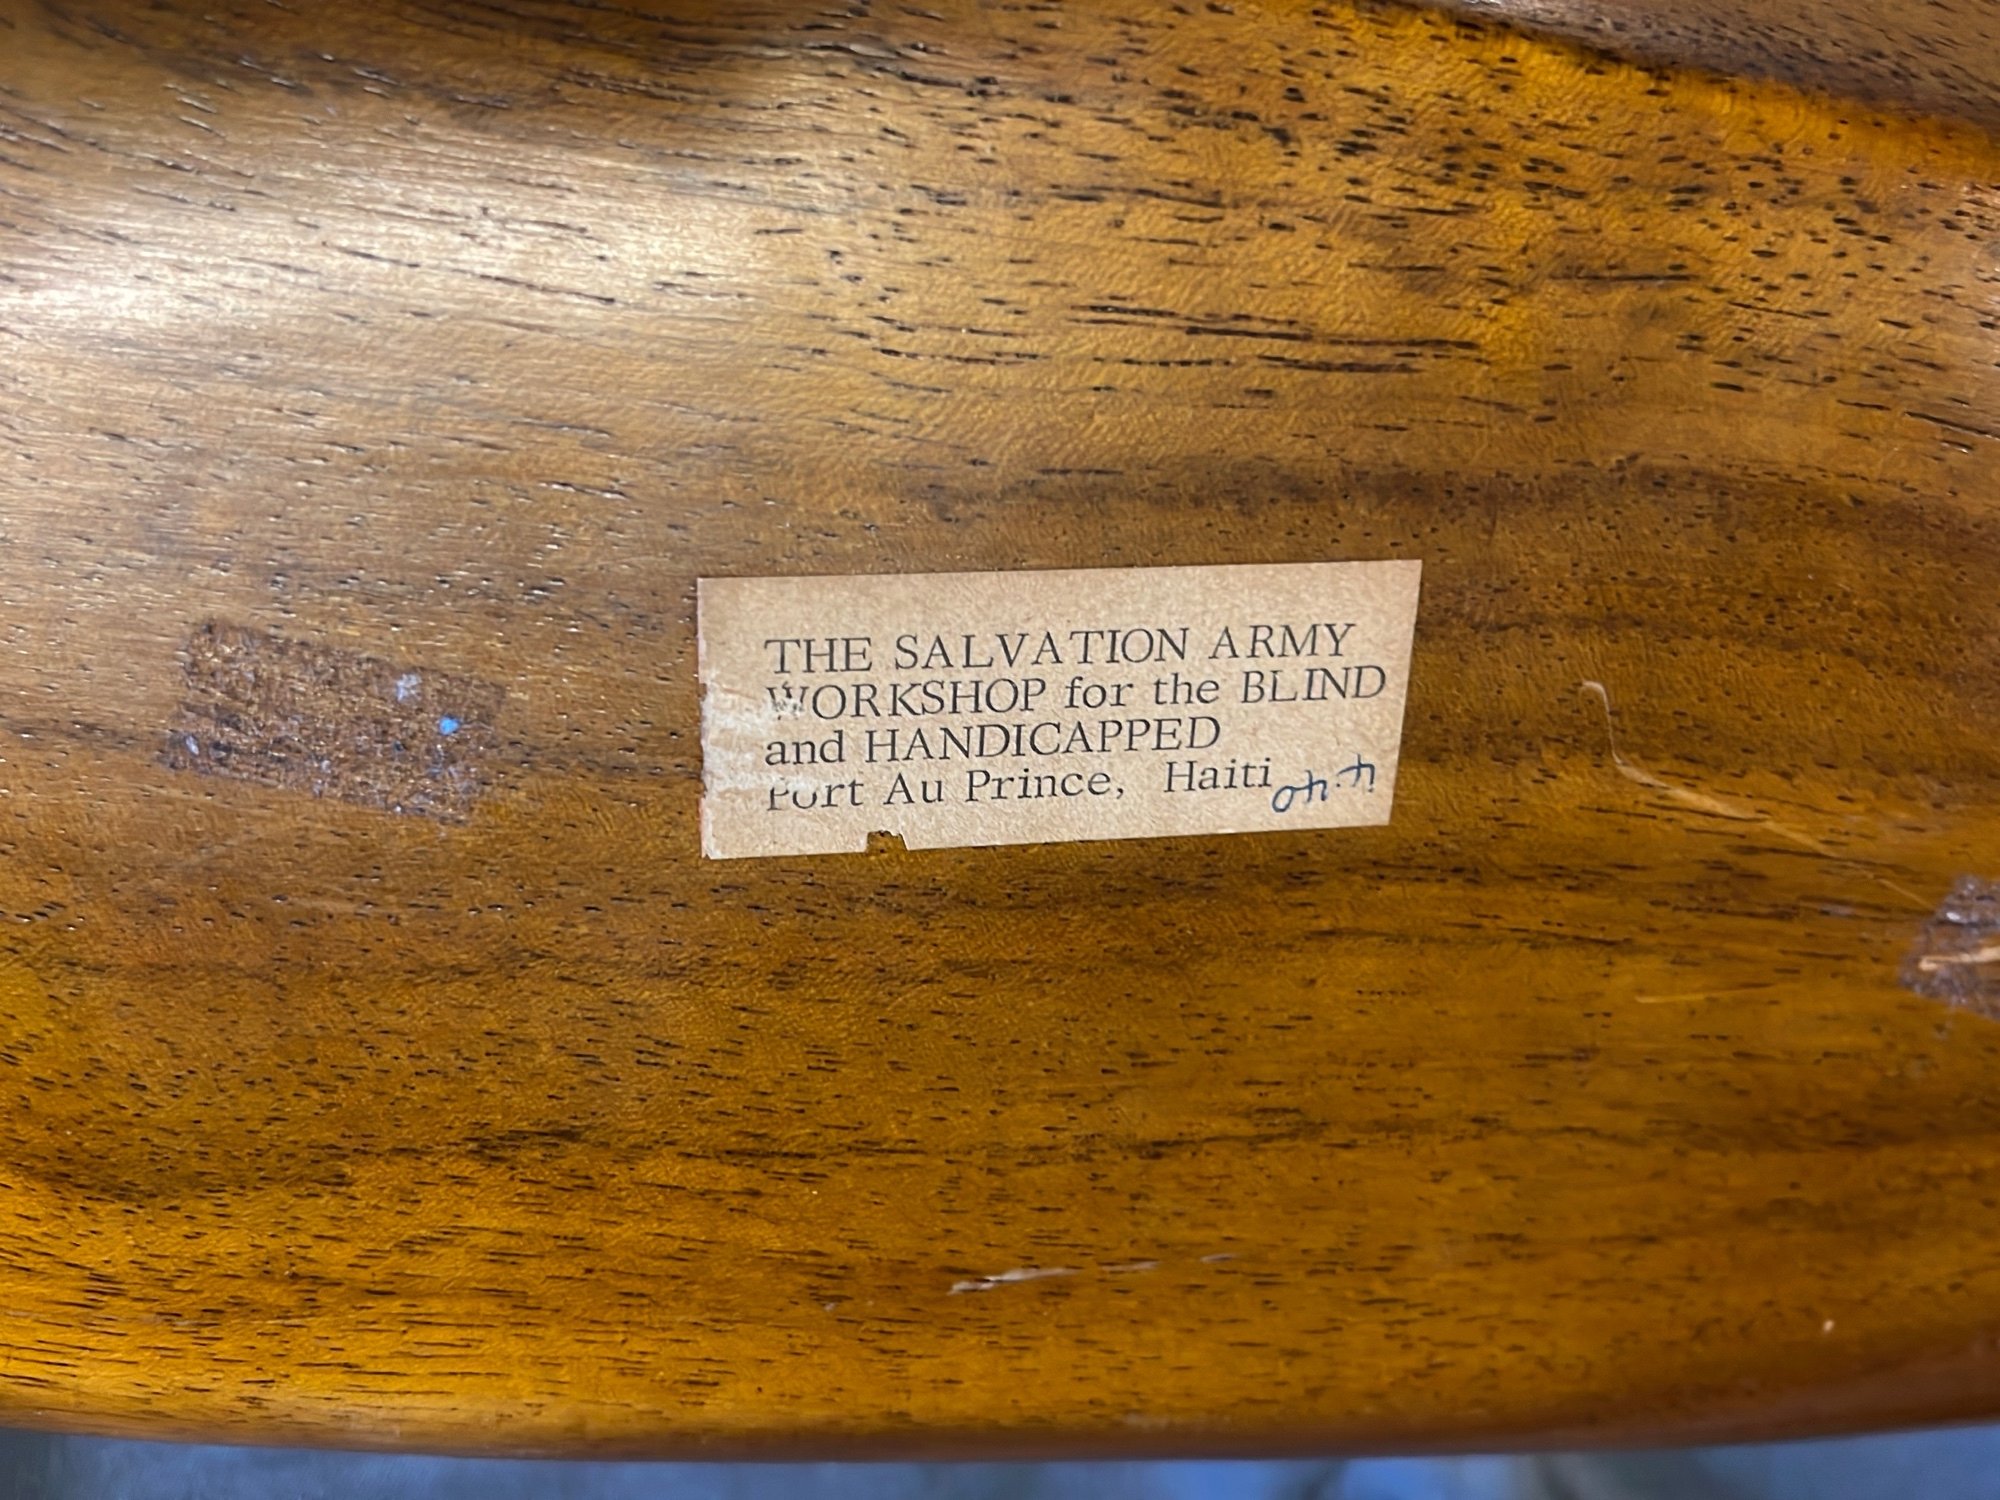 THE SALVATION ARMY
WORKSHOP for the BLIND
and HANDICAPPED
Port Au Prince, Haiti